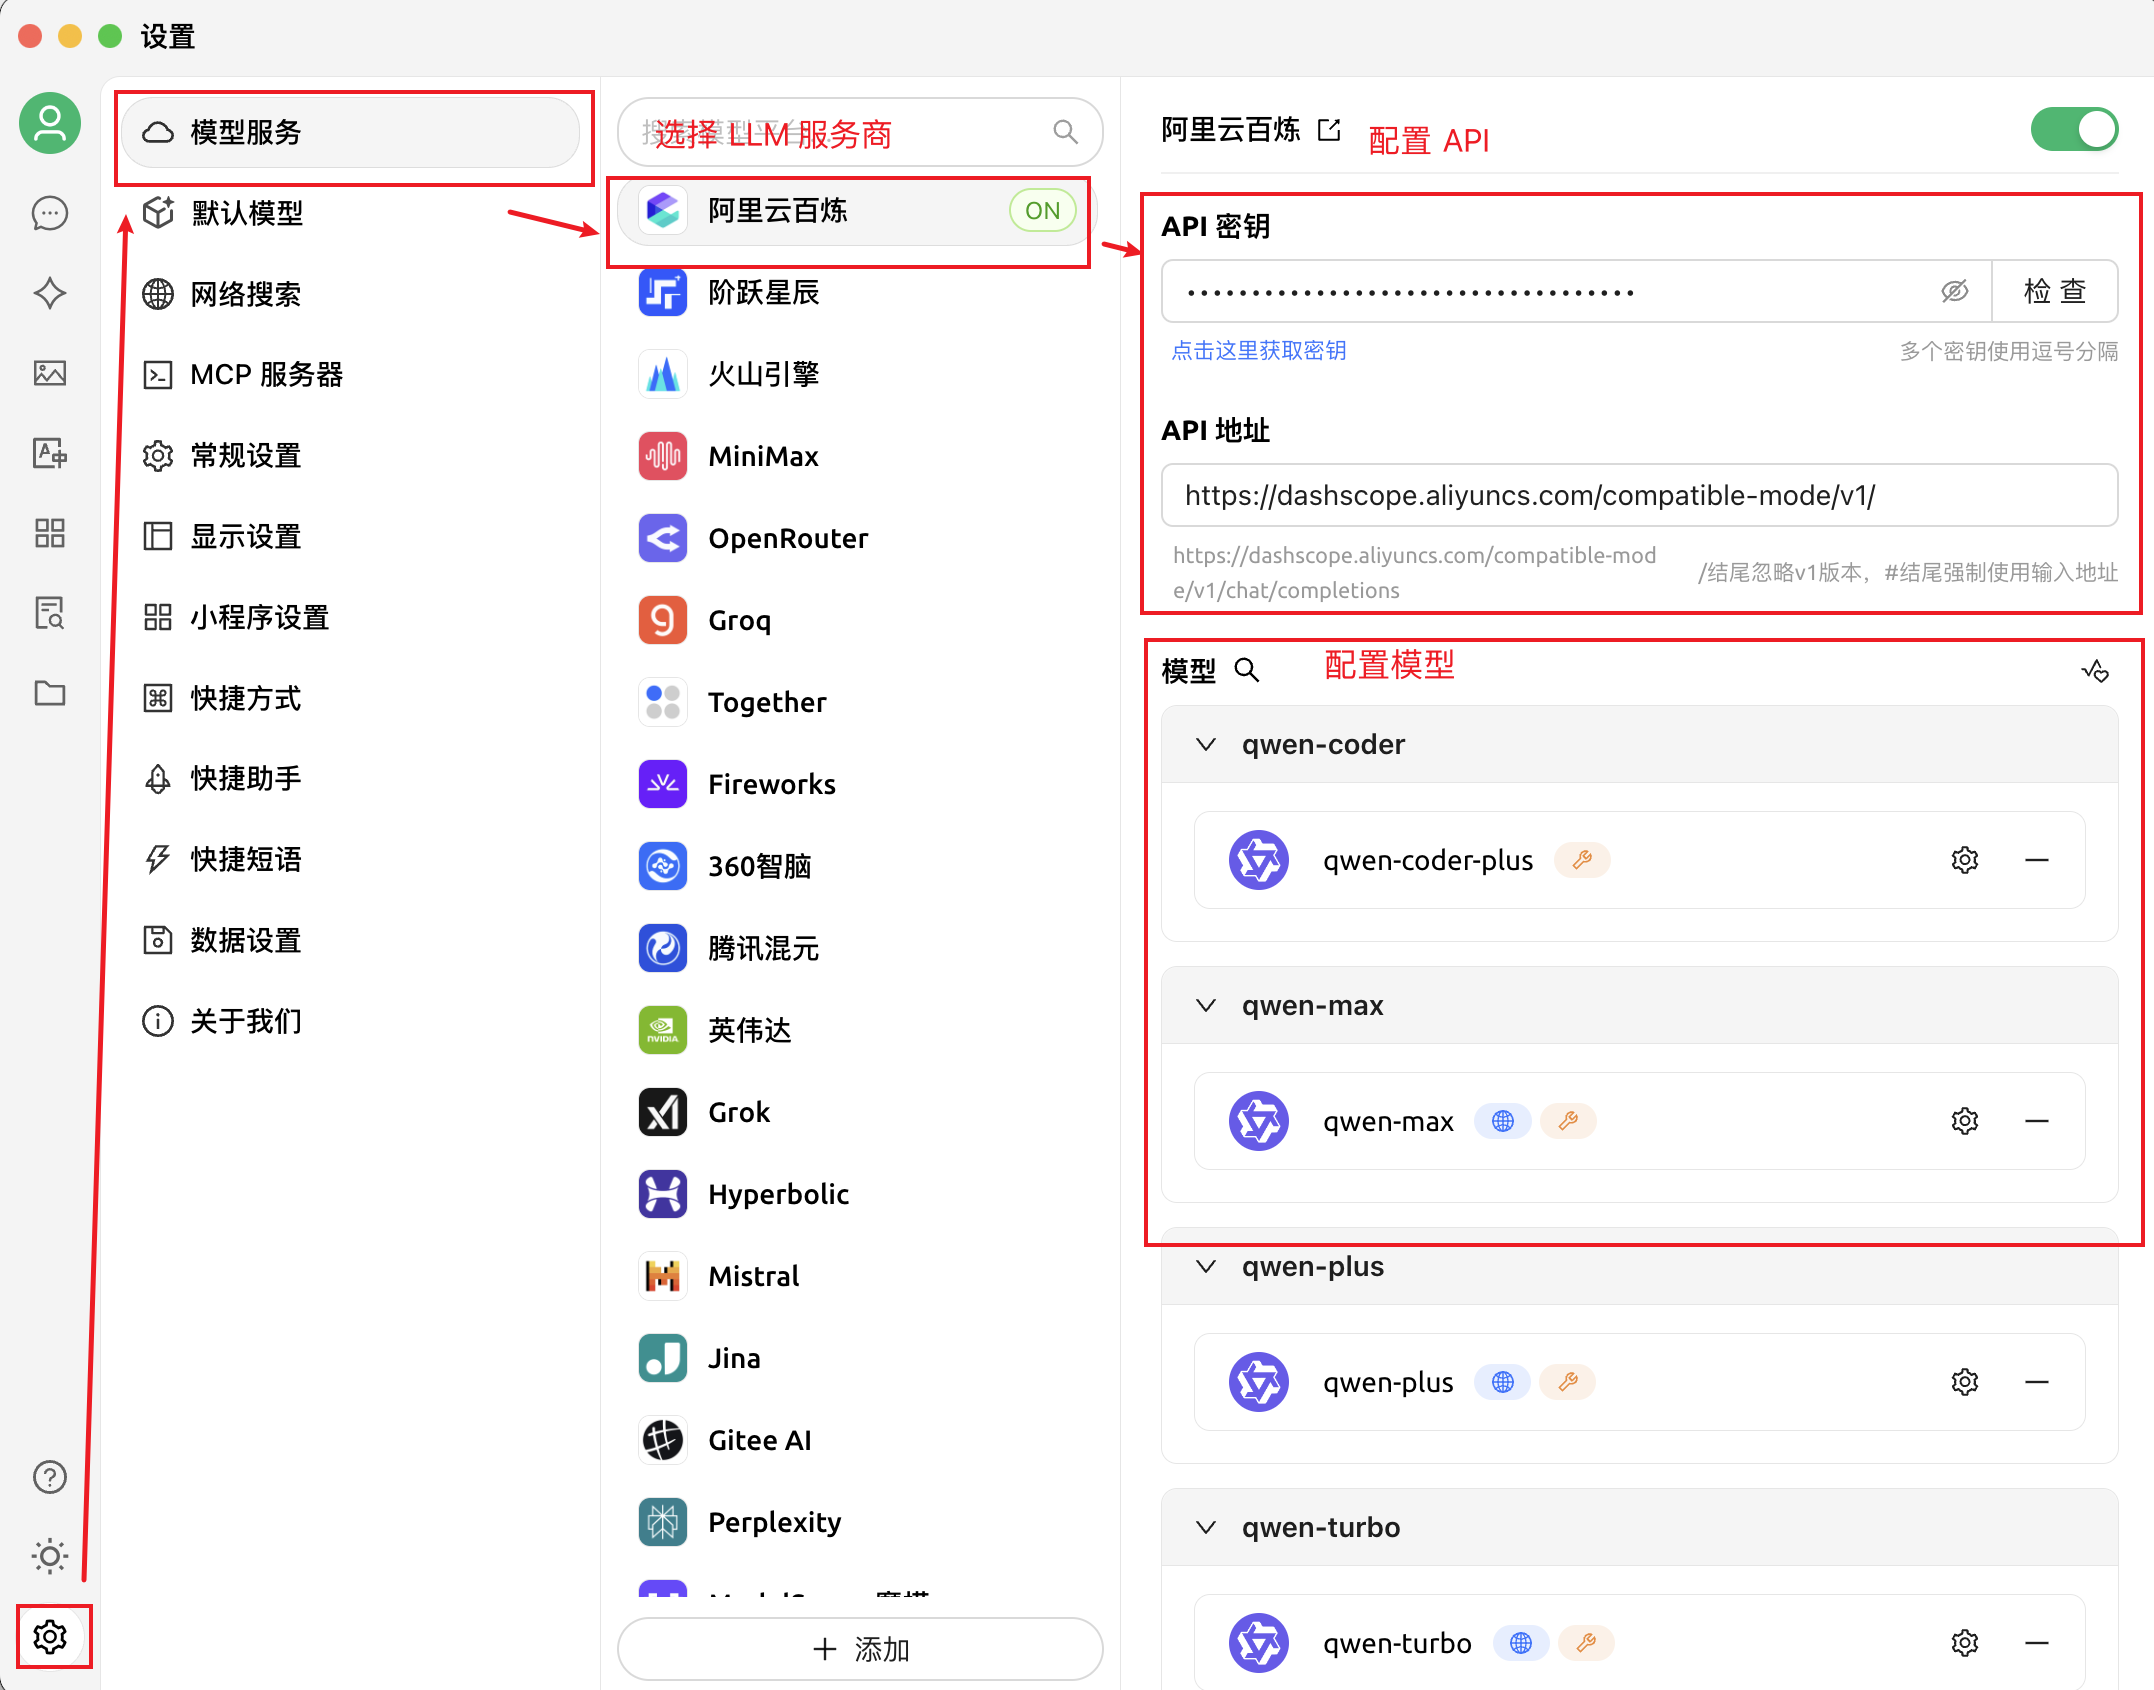 设置
模型服务
默认模型
网络搜索
MCP 服务器
常规设置
显示设置
小程序设置
快捷方式
快捷助手
快捷短语
数据设置
关于我们
选择 LLM 服务商
阿里云百炼
ON
阶跃星辰
火山引擎
MiniMax
OpenRouter
Groq
Together
Fireworks
360智脑
腾讯混元
英伟达
Grok
Hyperbolic
Mistral
Jina
Gitee AI
Perplexity
添加
阿里云百炼
配置 API
API 密钥
••••••••••••••••••••••••••••••••••• 检 查
点击这里获取密钥
多个密钥使用逗号分隔
API 地址
https://dashscope.aliyuncs.com/compatible-mode/v1/
https://dashscope.aliyuncs.com/compatible-mod
e/v1/chat/completions
/结尾忽略v1版本，#结尾强制使用输入地址
模型
配置模型
qwen-coder
qwen-coder-plus
qwen-max
qwen-max
qwen-plus
qwen-plus
qwen-turbo
qwen-turbo